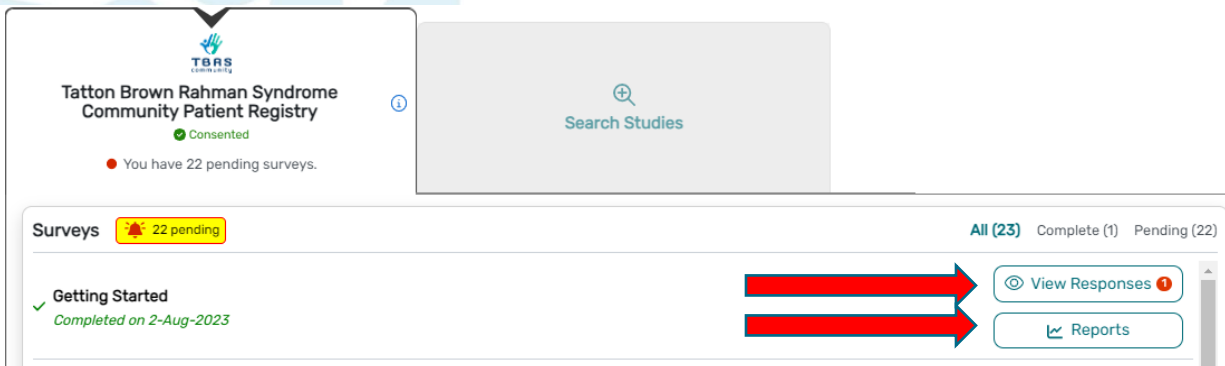 TBRS
community
Tatton Brown Rahman Syndrome
Community Patient Registry
Consented
You have 22 pending surveys.
Search Studies
Surveys 22 pending All (23) Complete (1) Pending (22)
Getting Started
Completed on 2-Aug-2023
View Responses 1
Reports